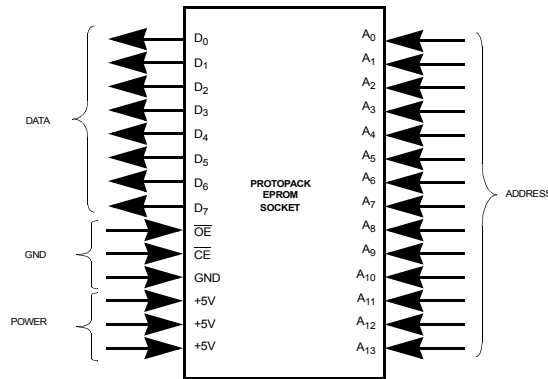 DATA
GND
POWER
D0
D1
D2
D3
D4
D5
D6
D7
OE
CE
GND
+5V
+5V
+5V
PROTOPACK
EPROM
SOCKET
A0
A1
A2
A3
A4
A5
A6
A7
A8
A9
A10
A11
A12
A13
ADDRESS